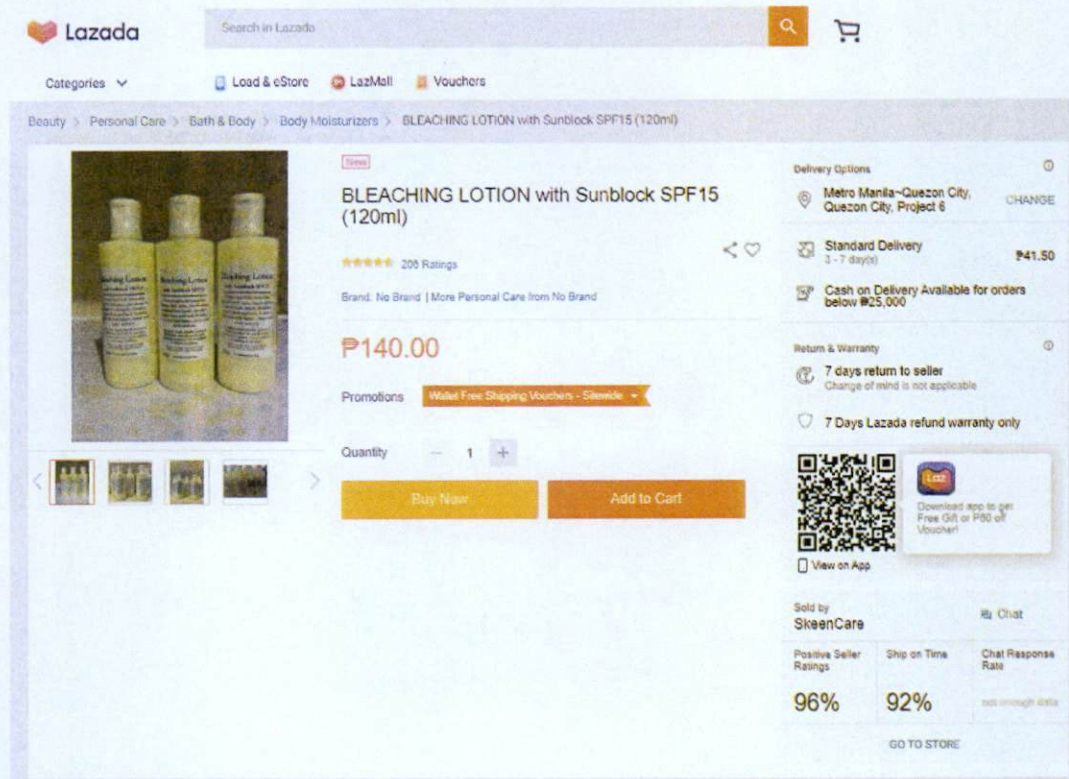 Lazada
Search in Lazada
Categories
Load & eStore
LazMall
Vouchers
Beauty > Personal Care > Bath & Body > Body Moisturizers > BLEACHING LOTION with Sunblock SPF15 (120ml)
New
BLEACHING LOTION with Sunblock SPF15
(120ml)
Ratings
Brand: No Brand | More Personal Care from No Brand
₱140.00
Promotions
Wallet Free Shipping Vouchers - Sitewide
Quantity
− 1 +
Buy Now
Add to Cart
Bleaching Lotion
Bleaching Lotion
Bleaching Lotion
Delivery Options
Metro Manila~Quezon City,
Quezon City, Project 6
CHANGE
Standard Delivery
3 - 7 day(s)
₱41.50
Cash on Delivery Available for orders
below ₱25,000
Return & Warranty
7 days return to seller
Change of mind is not applicable
7 Days Lazada refund warranty only
Laz
Download app to get
Free Gift or P50 off
Voucher!
View on App
Sold by
SkeenCare
Chat
Positive Seller
Ratings
96%
Ship on Time
92%
Chat Response
Rate
not enough data
GO TO STORE